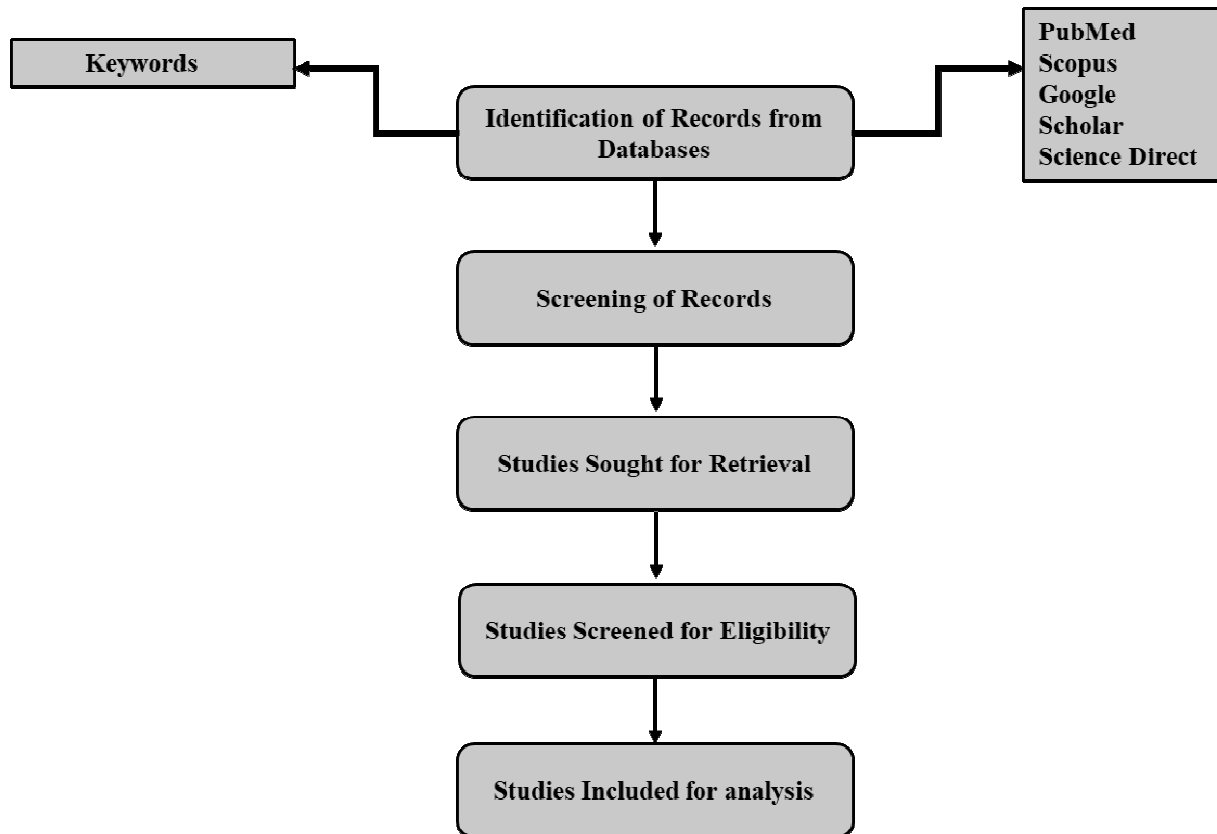 Keywords
Identification of Records from
Databases
PubMed
Scopus
Google
Scholar
Science Direct
Screening of Records
Studies Sought for Retrieval
Studies Screened for Eligibility
Studies Included for analysis